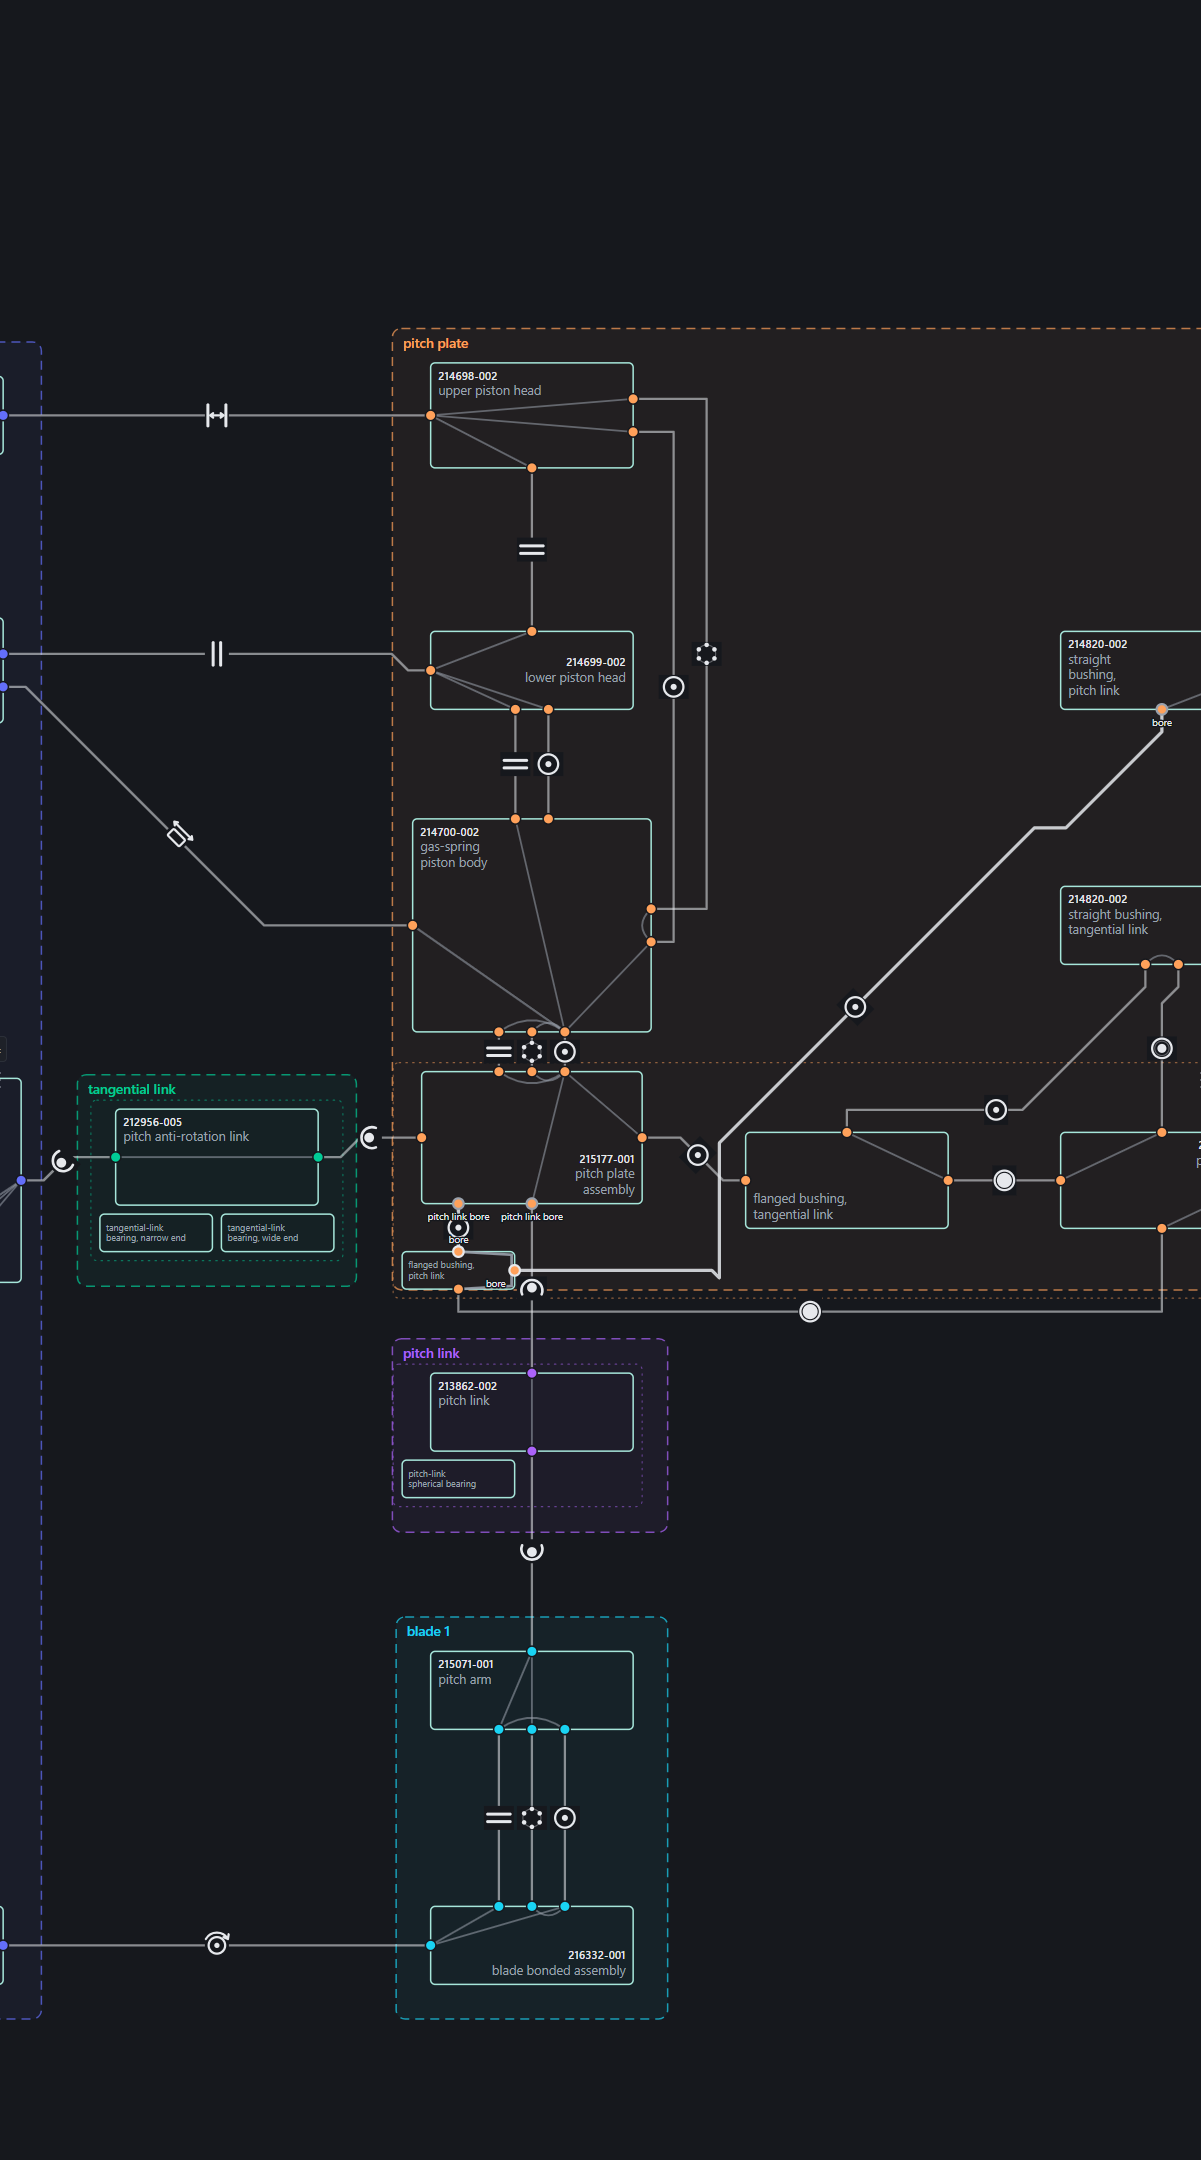 pitch plate
214698-002
upper piston head
214699-002
lower piston head
214820-002
straight
bushing,
pitch link
bore
214700-002
gas-spring
piston body
214820-002
straight bushing,
tangential link
tangential link
212956-005
pitch anti-rotation link
tangential-link
bearing, narrow end
tangential-link
bearing, wide end
215177-001
pitch plate
assembly
pitch link bore
pitch link bore
bore
flanged bushing,
pitch link
bore
flanged bushing,
tangential link
pitch link
213862-002
pitch link
pitch-link
spherical bearing
blade 1
215071-001
pitch arm
216332-001
blade bonded assembly